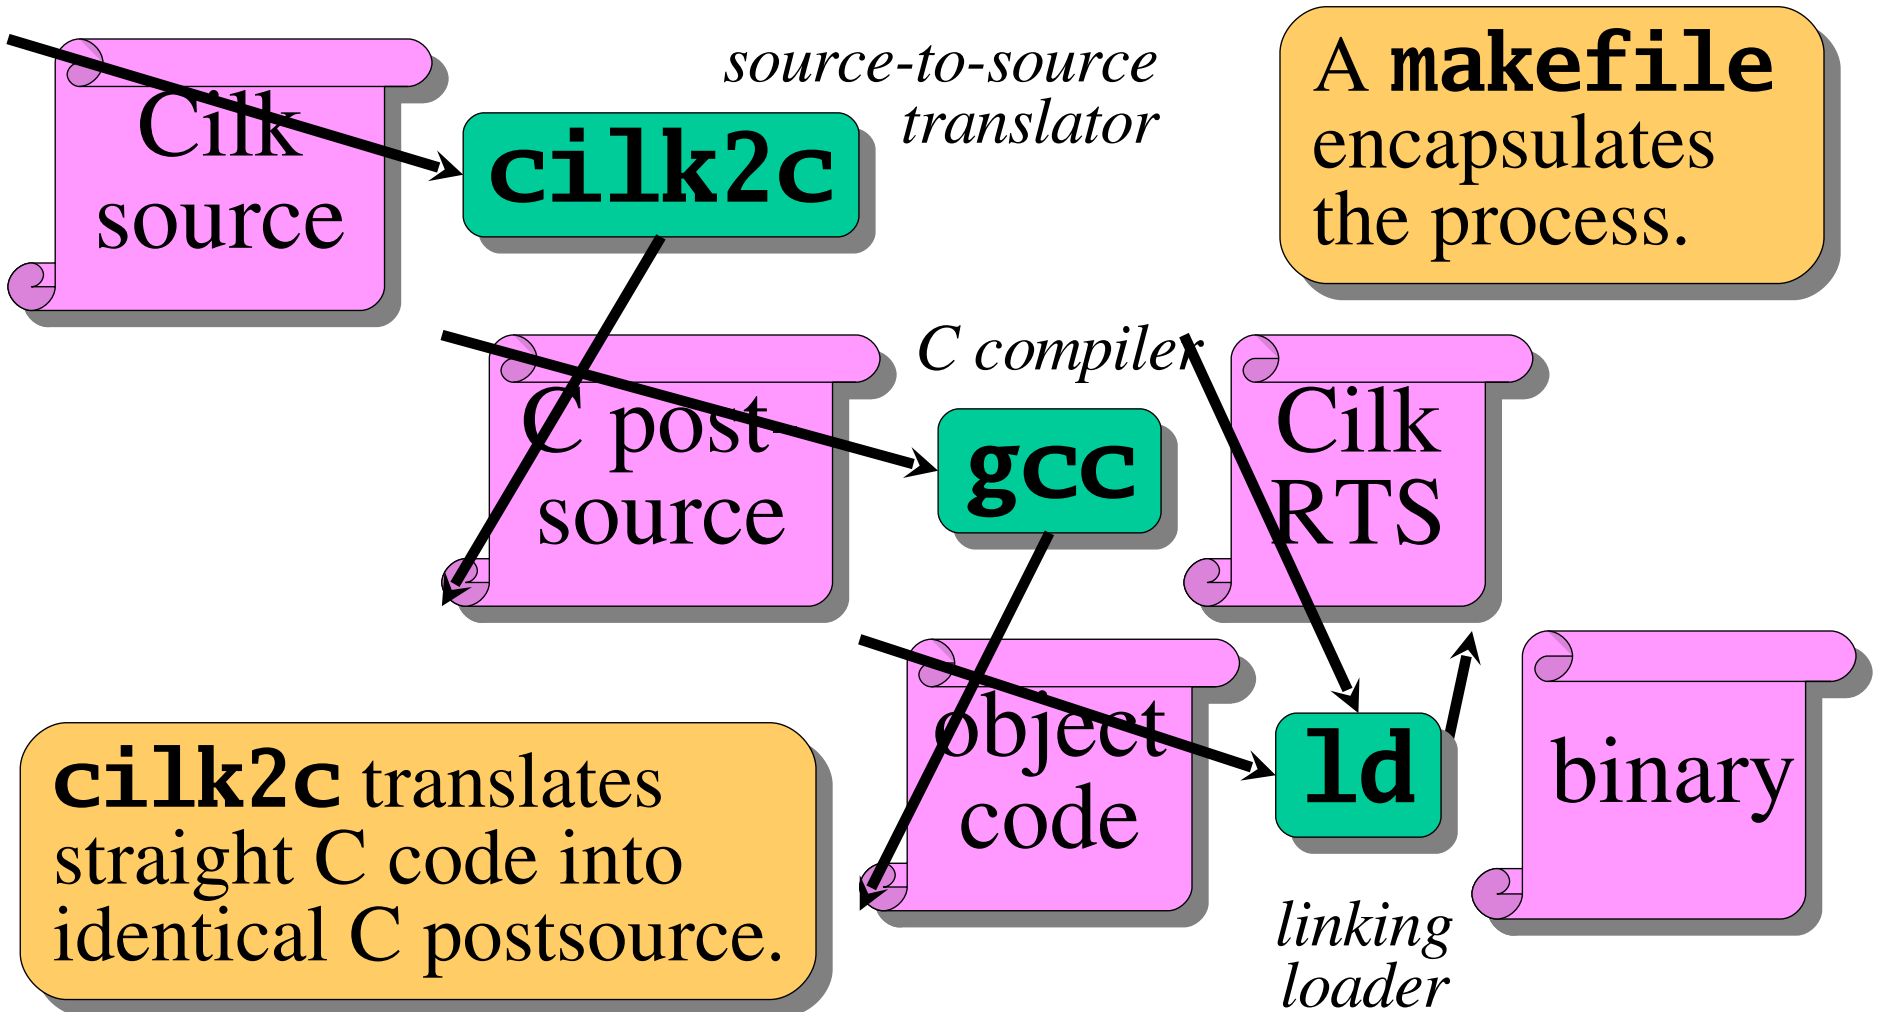 Cilk
source
cilk2c
source-to-source
translator
A makefile
encapsulates
the process.
C post-
source
C compiler
gcc
Cilk
RTS
object
code
ld
linking
loader
binary
cilk2c translates
straight C code into
identical C postsource.